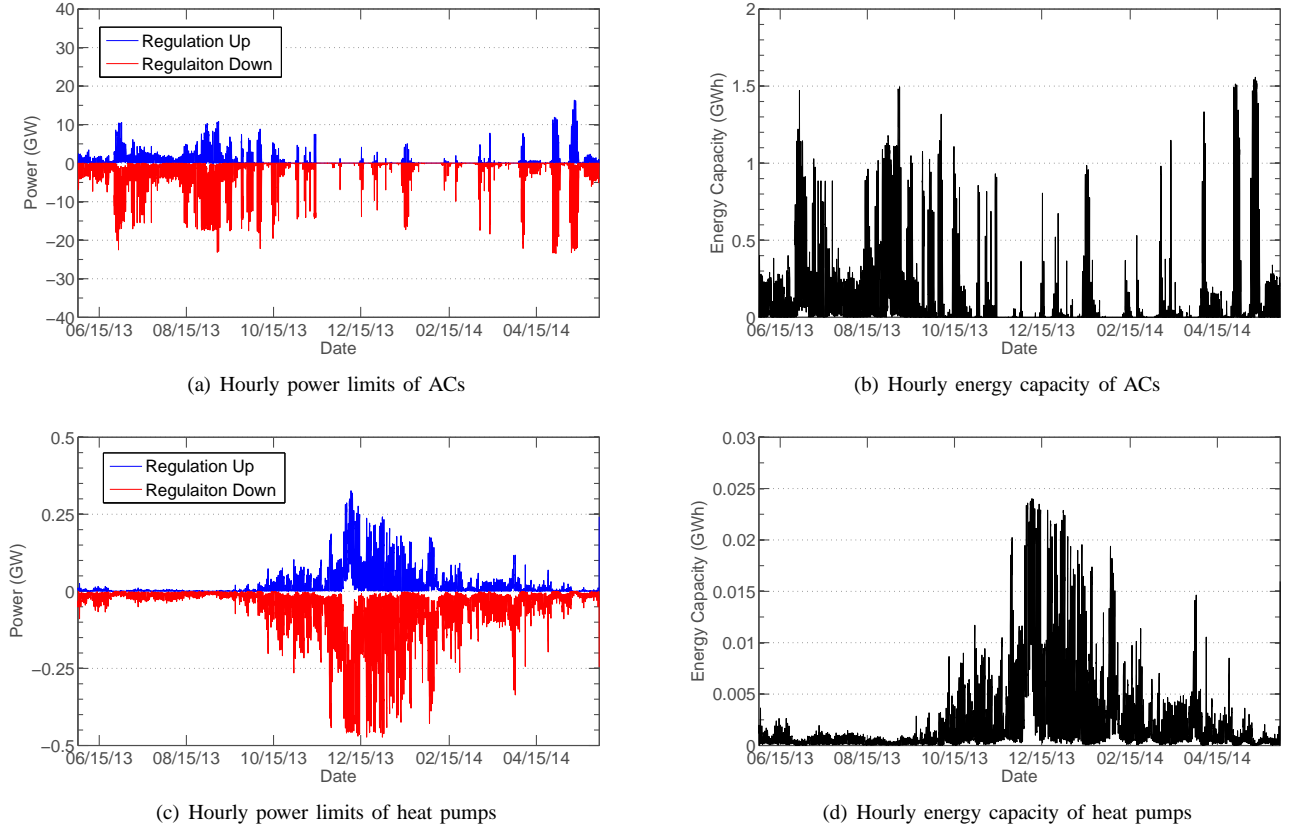 40
30
20
10
0
−10
−20
−30
−40
Power (GW)
Regulation Up
Regulaiton Down
06/15/13 08/15/13 10/15/13 12/15/13 02/15/14 04/15/14
Date
(a) Hourly power limits of ACs
2
1.5
1
0.5
0
Energy Capacity (GWh)
06/15/13 08/15/13 10/15/13 12/15/13 02/15/14 04/15/14
Date
(b) Hourly energy capacity of ACs
0.5
0.25
0
−0.25
−0.5
Power (GW)
Regulation Up
Regulaiton Down
06/15/13 08/15/13 10/15/13 12/15/13 02/14/14 04/15/14
Date
(c) Hourly power limits of heat pumps
0.03
0.025
0.02
0.015
0.01
0.005
0
Energy Capacity (GWh)
06/15/13 08/15/13 10/15/13 12/15/13 02/15/14 04/15/14
Date
(d) Hourly energy capacity of heat pumps